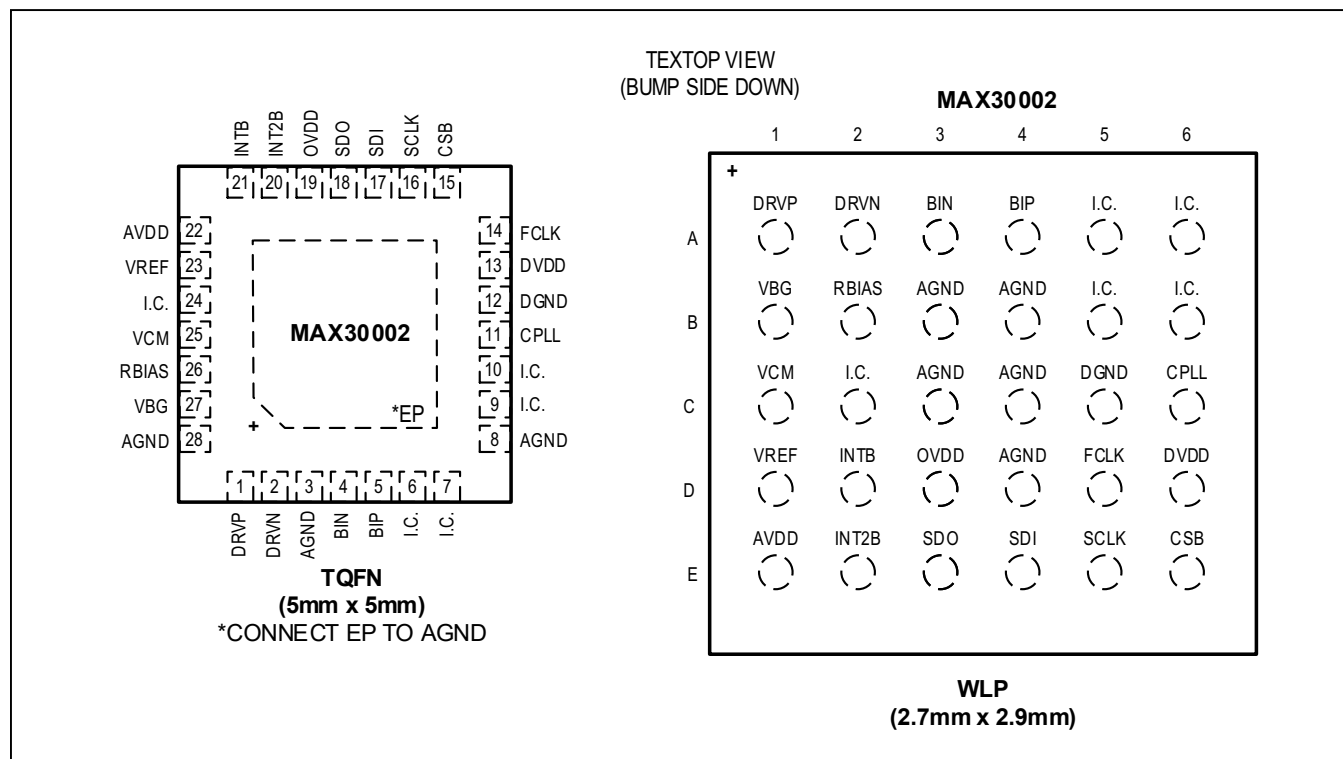 TEXTOP VIEW
(BUMP SIDE DOWN)
INTB INT2B OVDD SDO SDI SCLK CSB
21 20 19 18 17 16 15
AVDD 22
VREF 23
I.C. 24
VCM 25
RBIAS 26
VBG 27
AGND 28
14 FCLK
13 DVDD
12 DGND
11 CPLL
10 I.C.
9 I.C.
8 AGND
MAX30002
*EP
+
1 2 3 4 5 6 7
DRVP DRVN AGND BIN BIP I.C. I.C.
TQFN
(5mm x 5mm)
*CONNECT EP TO AGND
MAX30002
1 2 3 4 5 6
+
DRVP DRVN BIN BIP I.C. I.C.
A
VBG RBIAS AGND AGND I.C. I.C.
B
VCM I.C. AGND AGND DGND CPLL
C
VREF INTB OVDD AGND FCLK DVDD
D
AVDD INT2B SDO SDI SCLK CSB
E
WLP
(2.7mm x 2.9mm)